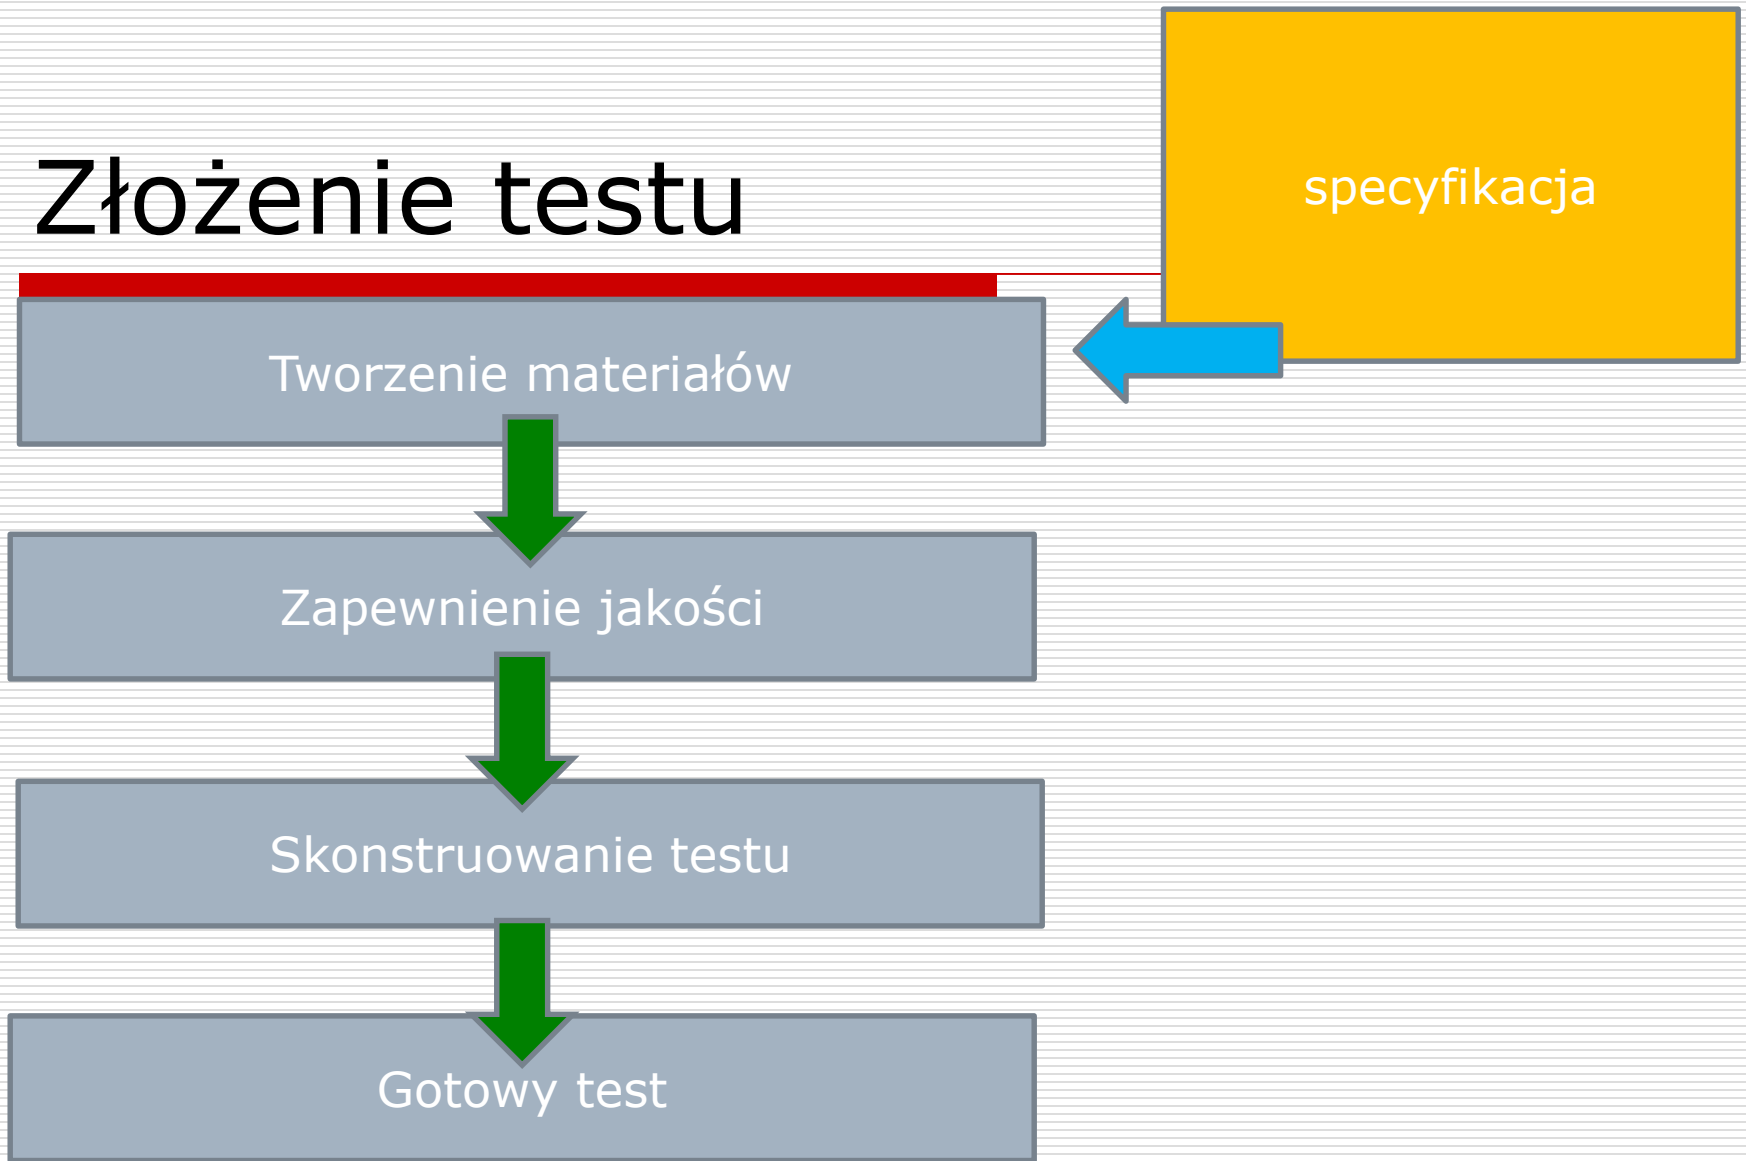 Złożenie testu
specyfikacja
Tworzenie materiałów
Zapewnienie jakości
Skonstruowanie testu
Gotowy test